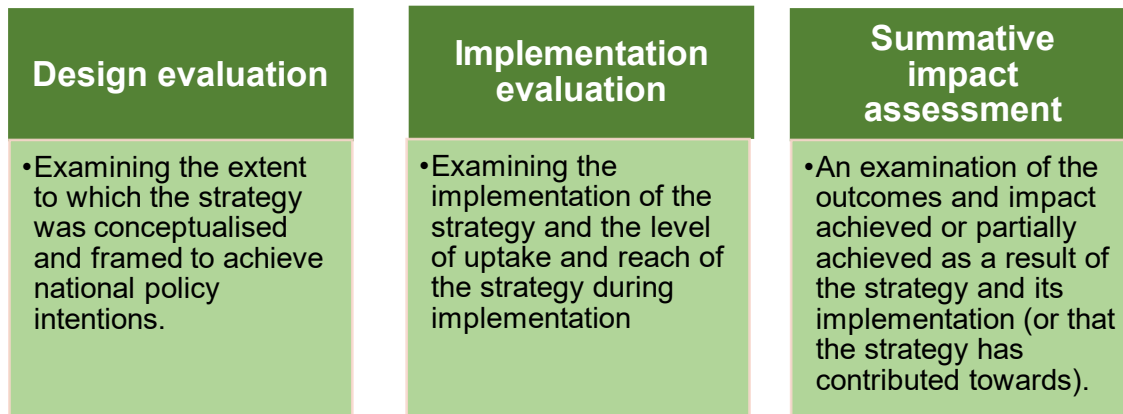 Design evaluation
•Examining the extent
to which the strategy
was conceptualised
and framed to achieve
national policy
intentions.
Implementation
evaluation
•Examining the
implementation of the
strategy and the level
of uptake and reach of
the strategy during
implementation
Summative
impact
assessment
•An examination of the
outcomes and impact
achieved or partially
achieved as a result of
the strategy and its
implementation (or that
the strategy has
contributed towards).